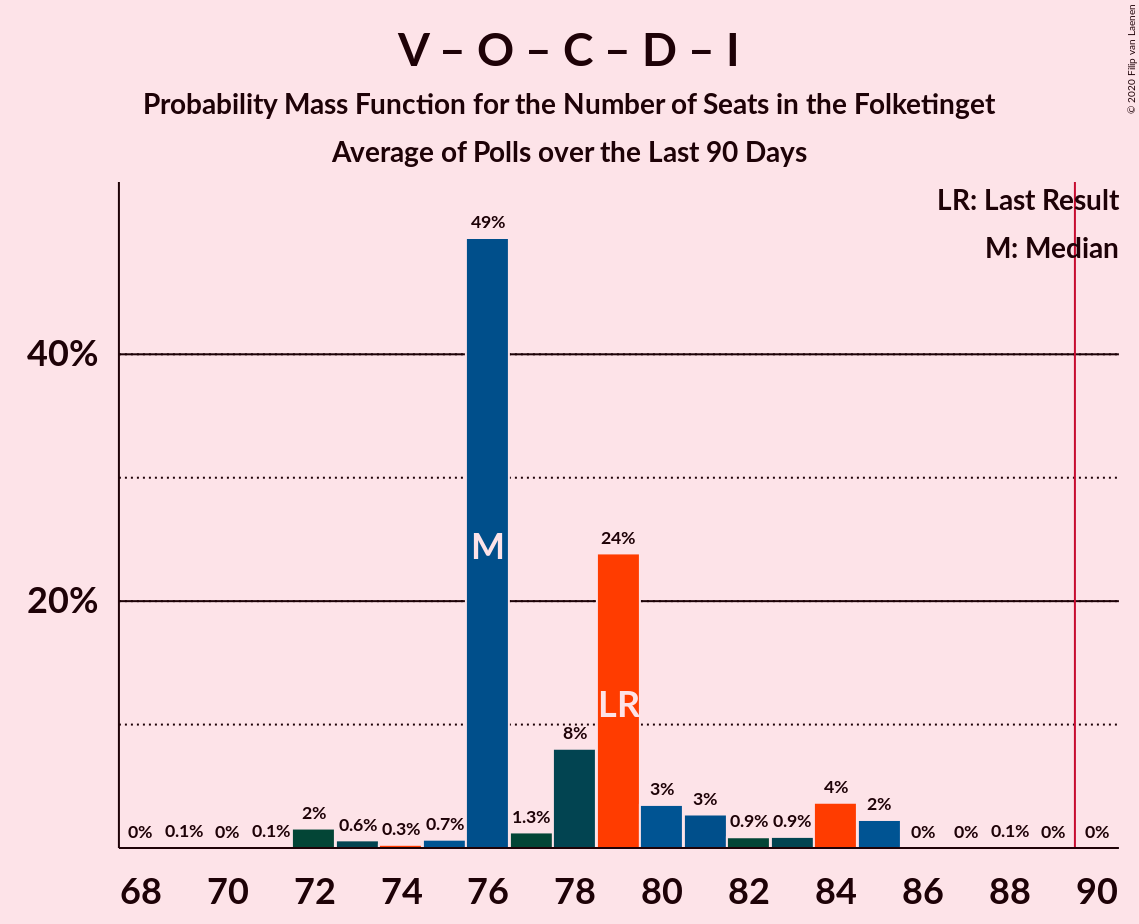 V – O – C – D – I
Probability Mass Function for the Number of Seats in the Folketinget
Average of Polls over the Last 90 Days
© 2020 Filip van Laenen
LR: Last Result
M: Median
40%
20%
0%
0.1%
0%
0.1%
2%
0.6%
0.3%
0.7%
49%
1.3%
8%
24%
3%
3%
0.9%
0.9%
4%
2%
0%
0%
0.1%
0%
0%
M
LR
68 70 72 74 76 78 80 82 84 86 88 90